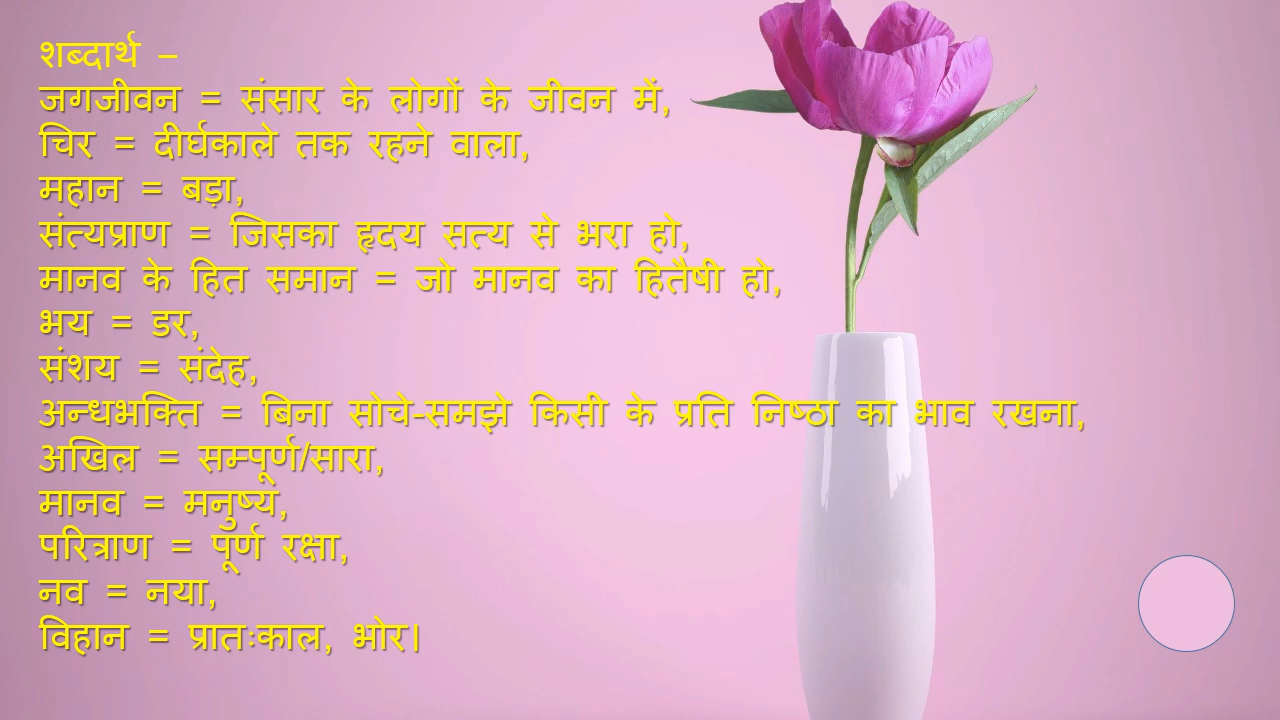 शब्दार्थ –
जगजीवन = संसार के लोगों के जीवन में,
चिर = दीर्घकाले तक रहने वाला,
महान = बड़ा,
संत्यप्राण = जिसका हृदय सत्य से भरा हो,
मानव के हित समान = जो मानव का हितैषी हो,
भय = डर,
संशय = संदेह,
अन्धभक्ति = बिना सोचे-समझे किसी के प्रति निष्ठा का भाव रखना,
अखिल = सम्पूर्ण/सारा,
मानव = मनुष्य,
परित्राण = पूर्ण रक्षा,
नव = नया,
विहान = प्रातःकाल, भोर।